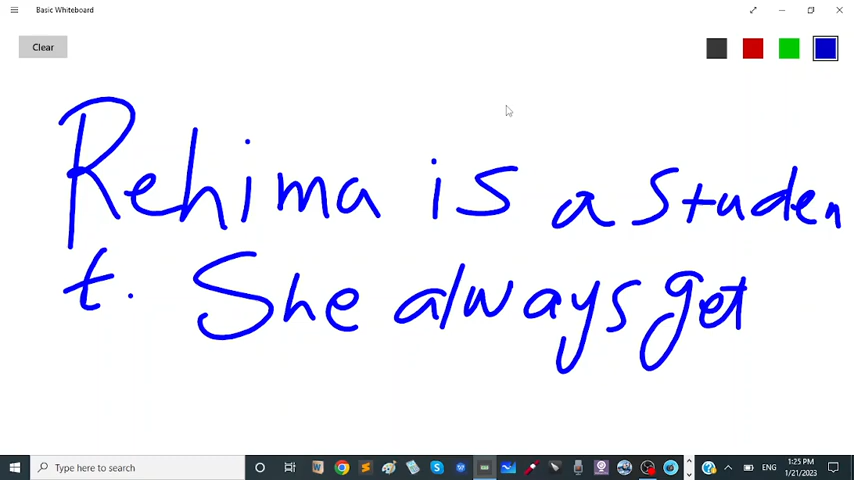 Basic Whiteboard
Clear
Rehima is a studen
t. She always get
Type here to search
ENG
1:25 PM
1/21/2023